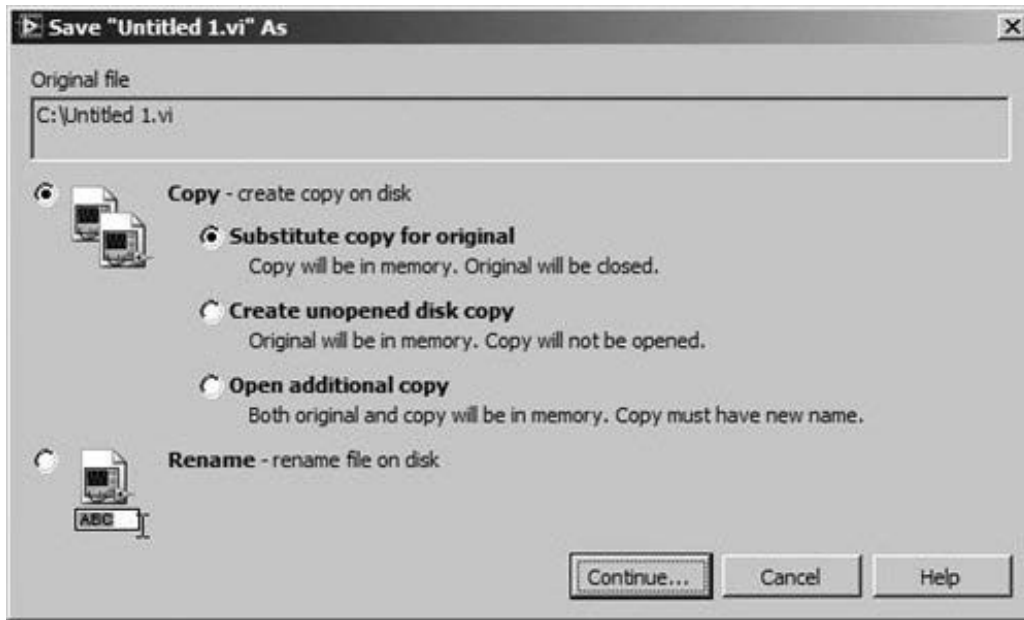 Save "Untitled 1.vi" As
Original file
C:\Untitled 1.vi
Copy - create copy on disk
Substitute copy for original
Copy will be in memory. Original will be closed.
Create unopened disk copy
Original will be in memory. Copy will not be opened.
Open additional copy
Both original and copy will be in memory. Copy must have new name.
Rename - rename file on disk
ABC
Continue... Cancel Help